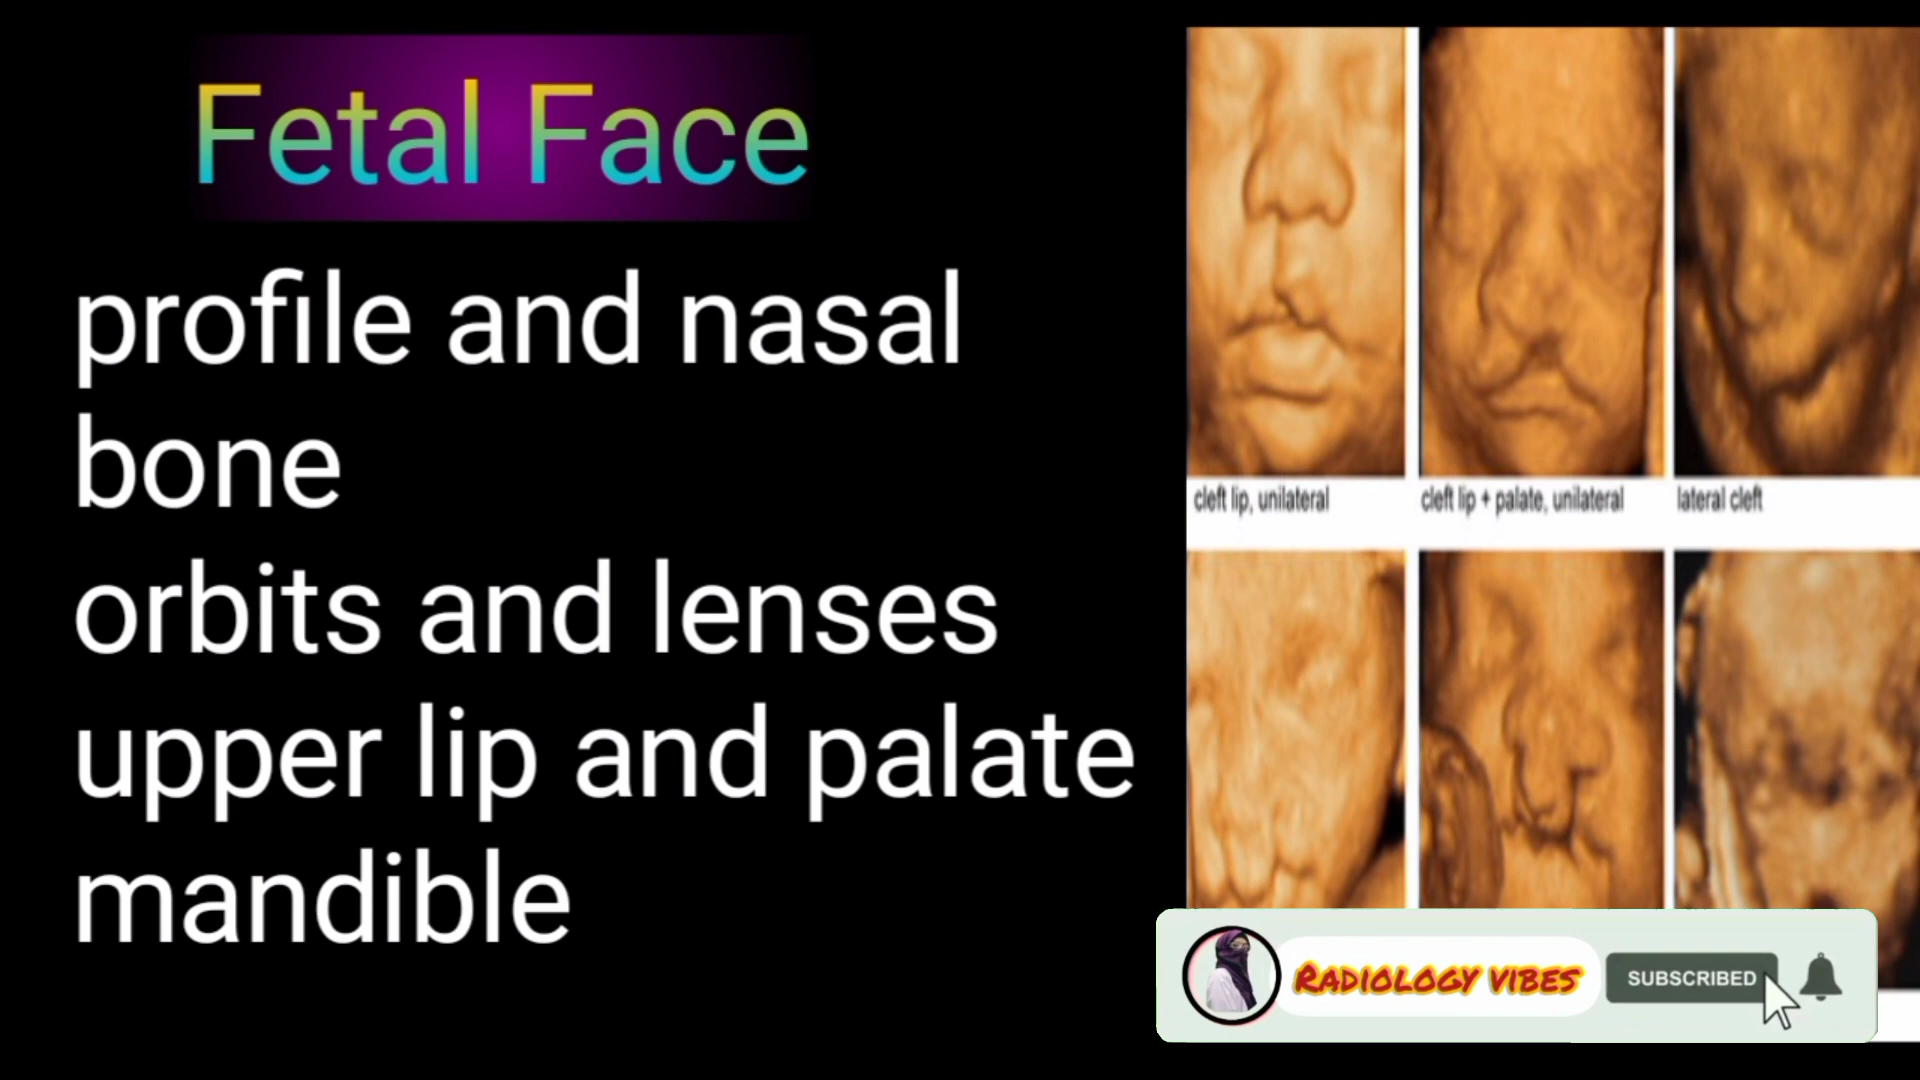 Fetal Face
profile and nasal
bone
orbits and lenses
upper lip and palate
mandible
cleft lip, unilateral
cleft lip + palate, unilateral
lateral cleft
Radiology vibes
SUBSCRIBED